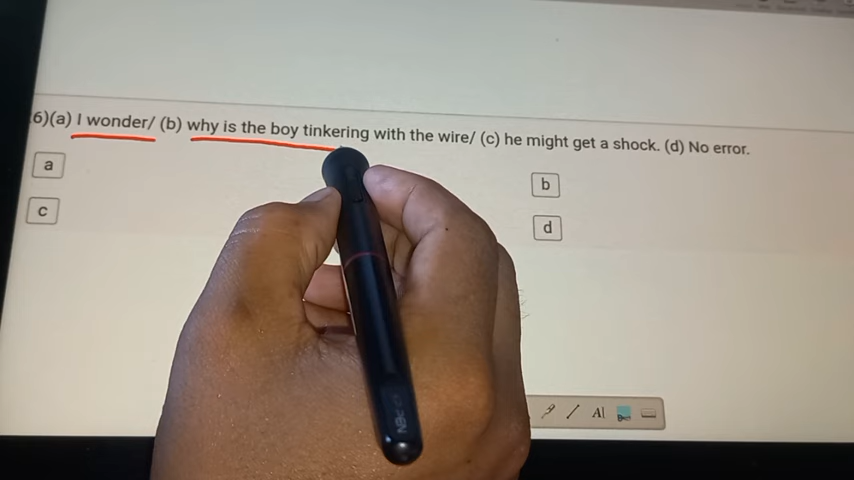 6)(a) I wonder/ (b) why is the boy tinkering with the wire/ (c) he might get a shock. (d) No error.
a
b
c
d
A